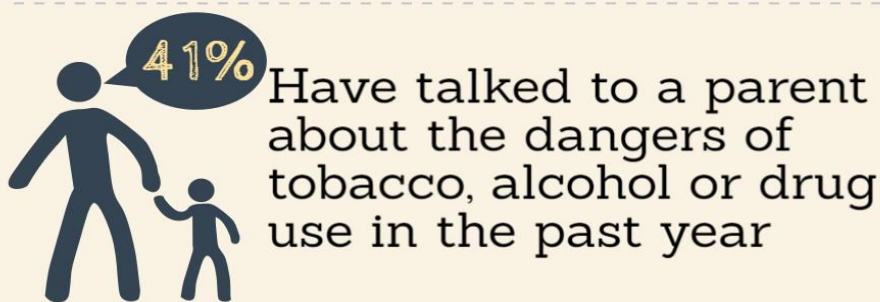 41%
Have talked to a parent
about the dangers of
tobacco, alcohol or drug
use in the past year